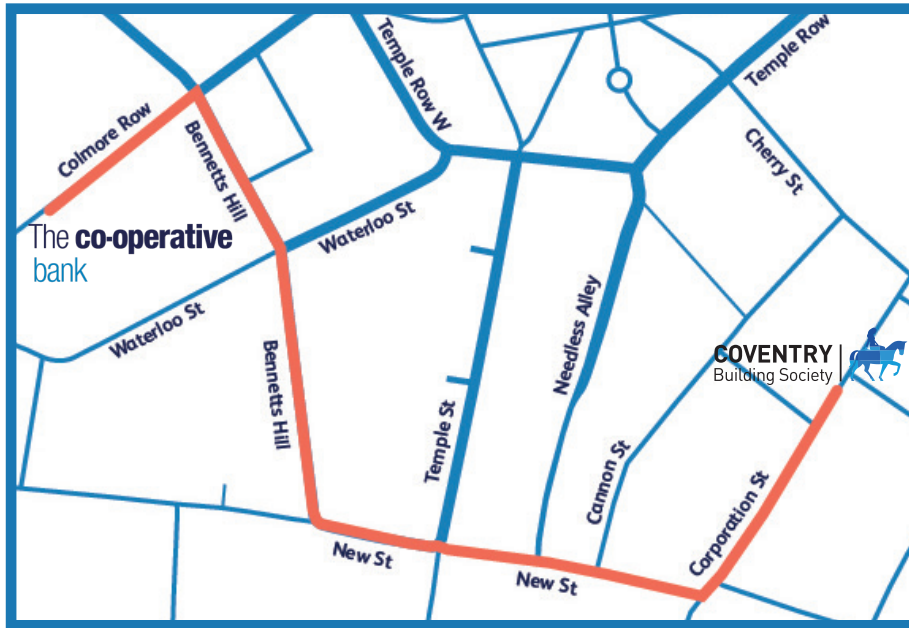 Temple Row W
Temple Row
Colmore Row
Bennetts Hill
Cherry St
The co-operative
bank
Waterloo St
Waterloo St
Needless Alley
COVENTRY
Building Society
Bennetts Hill
Temple St
Cannon St
Corporation St
New St
New St